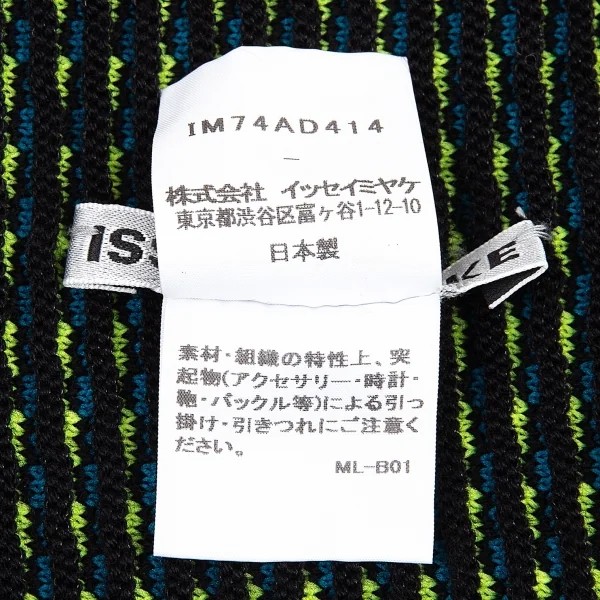 IM74AD414
株式会社 イッセイミヤケ
東京都渋谷区富ヶ谷1-12-10
日本製
素材・組織の特性上、突
起物(アクセサリー・時計・
鞄・バックル等)による引っ
掛け・引きつれにご注意く
ださい。
ML-B01